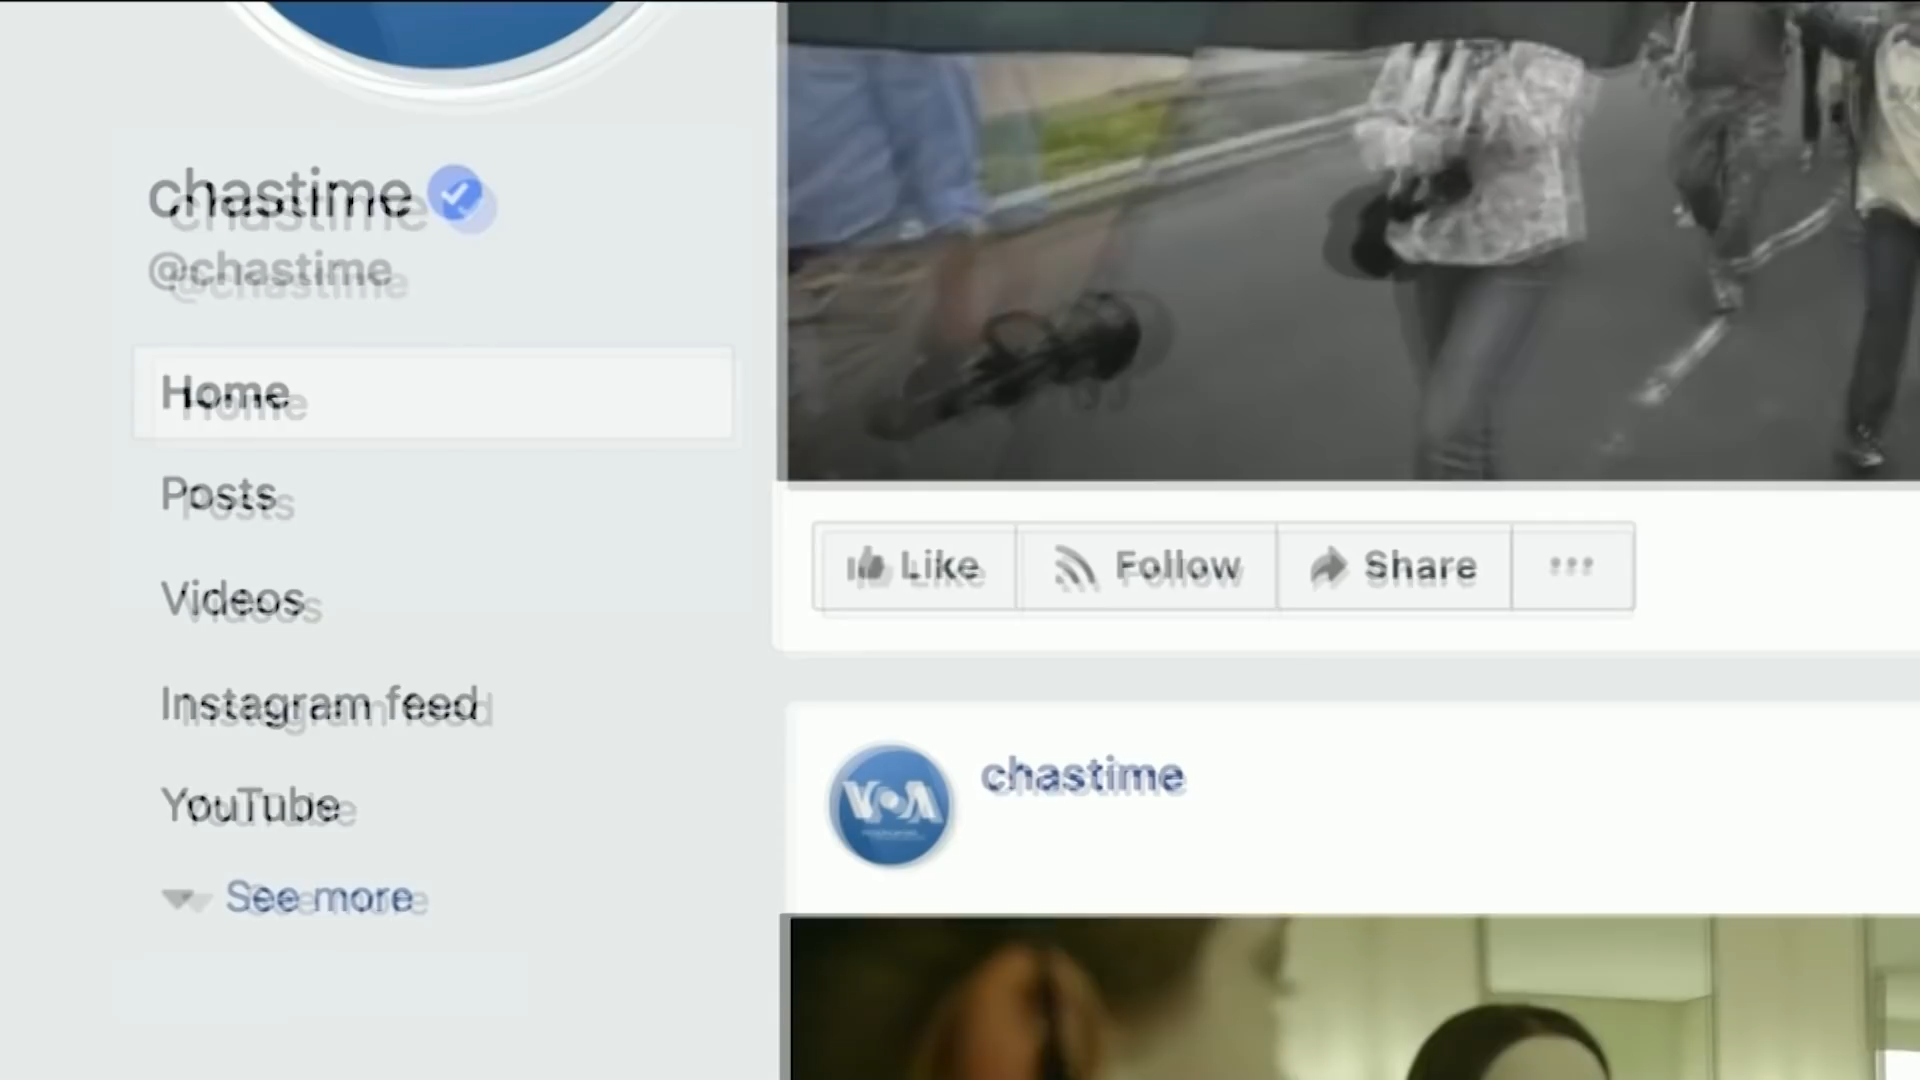 chastime
@chastime
Home
Posts
Videos
Instagram feed
YouTube
See more
Like
Follow
Share
chastime
VOA